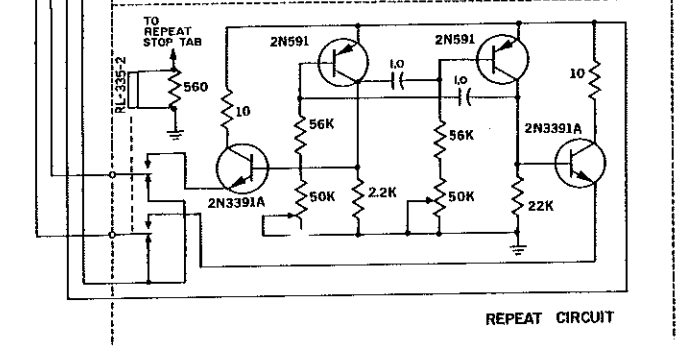 TO
REPEAT
STOP TAB
RL-335-2
560
10
2N3391A
2N591
56K
50K
2.2K
1.0
1.0
2N591
56K
50K
22K
10
2N3391A
REPEAT CIRCUIT